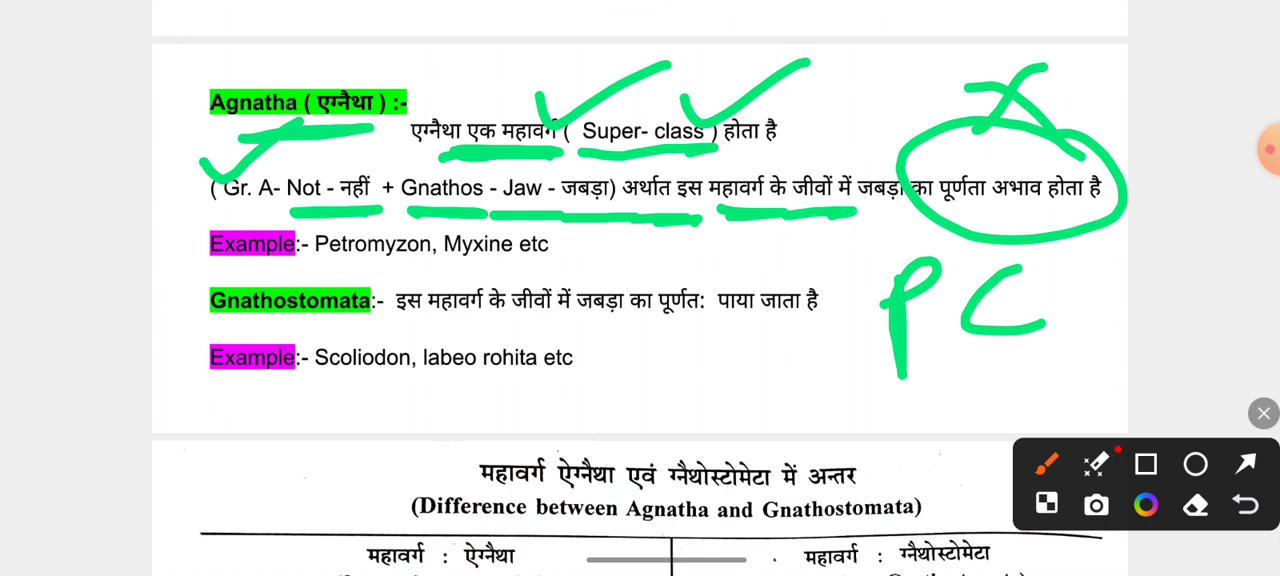 Agnatha ( एग्नैथा ) :-
एग्नैथा एक महावर्ग ( Super- class ) होता है
( Gr. A- Not - नहीं + Gnathos - Jaw - जबड़ा) अर्थात इस महावर्ग के जीवों में जबड़ा का पूर्णता अभाव होता है
Example:- Petromyzon, Myxine etc
P C
Gnathostomata:- इस महावर्ग के जीवों में जबड़ा का पूर्णत: पाया जाता है
Example:- Scoliodon, labeo rohita etc
महावर्ग ऐग्नैथा एवं ग्नैथोस्टोमेटा में अन्तर
(Difference between Agnatha and Gnathostomata)
महावर्ग : ऐग्नैथा
महावर्ग : ग्नैथोस्टोमेटा